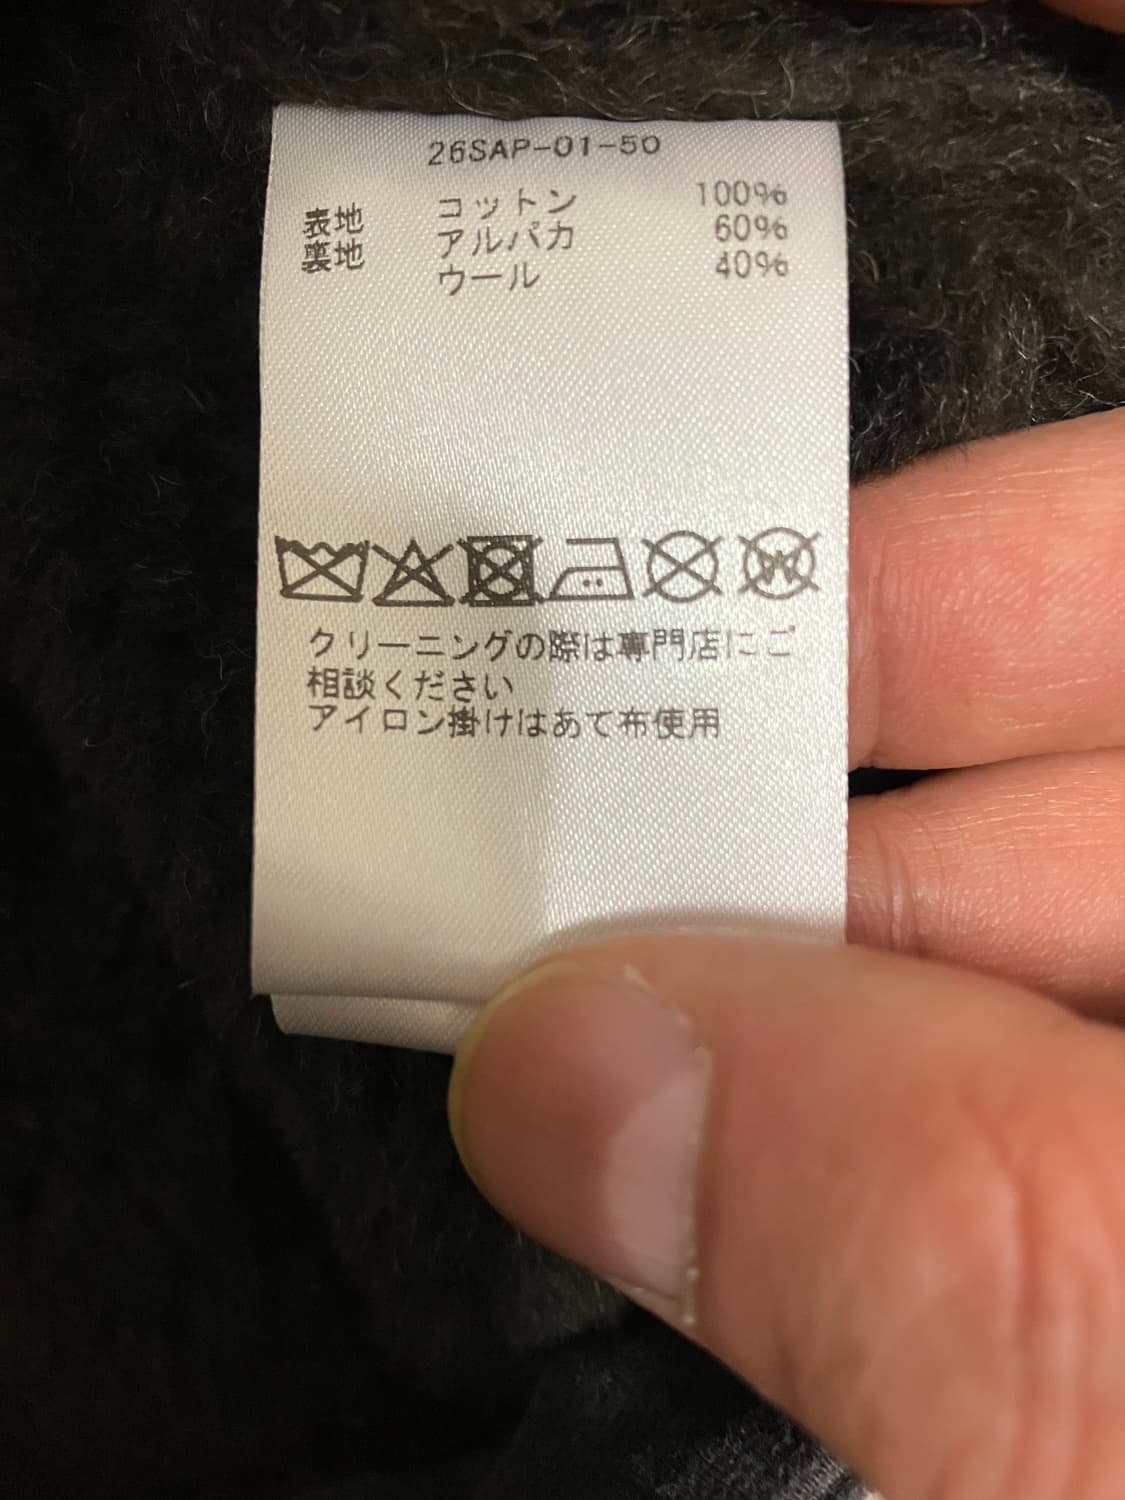 26SAP-01-50
表地 コットン 100%
裏地 アルパカ 60%
ウール 40%
W
クリーニングの際は専門店にご
相談ください
アイロン掛けはあて布使用